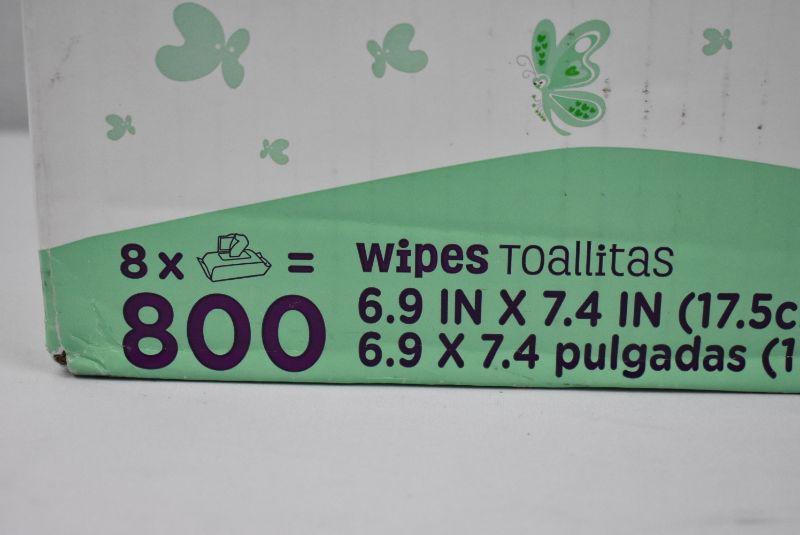 8 x = wipes Toallitas
800 6.9 IN X 7.4 IN (17.5c
6.9 X 7.4 pulgadas (1